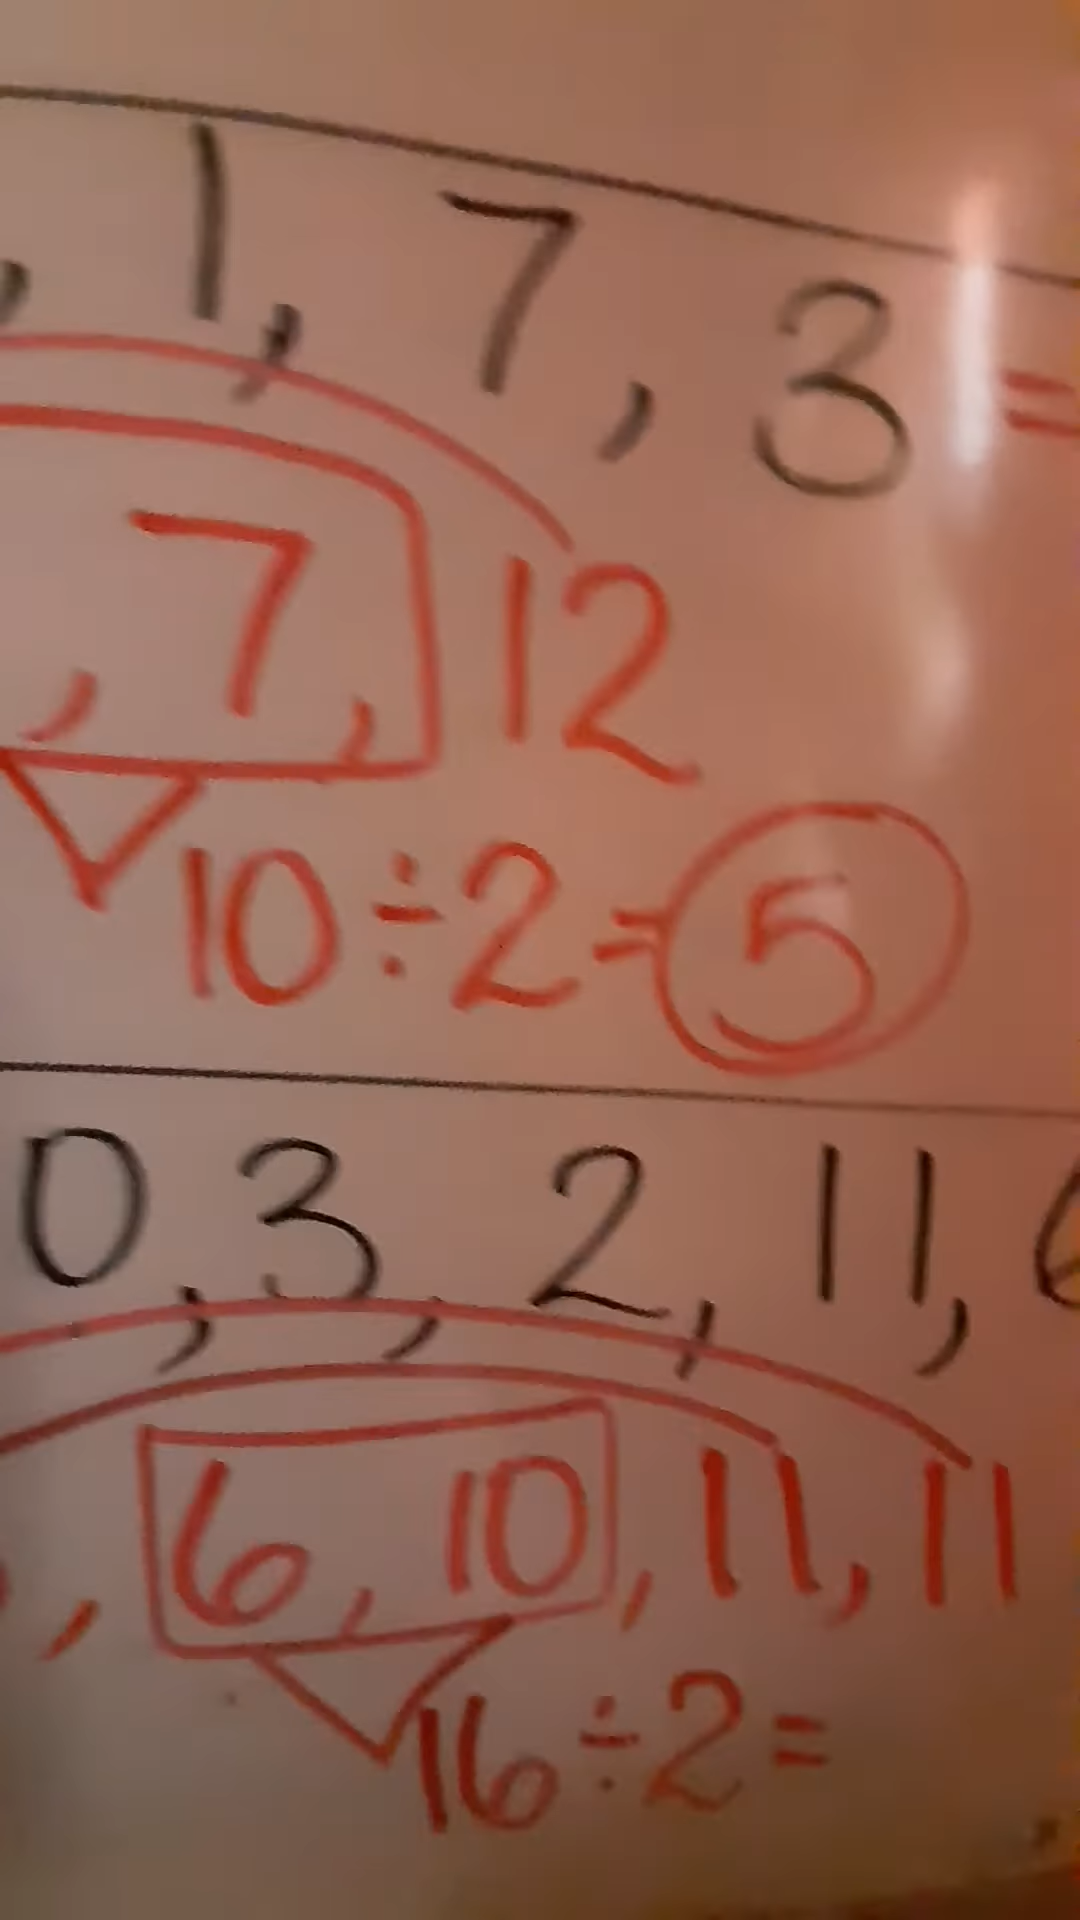 , 1, 7, 3 =
, 7, 12
10÷2=5
0, 3, 2, 11,
, 6, 10, 11, 11
16÷2=